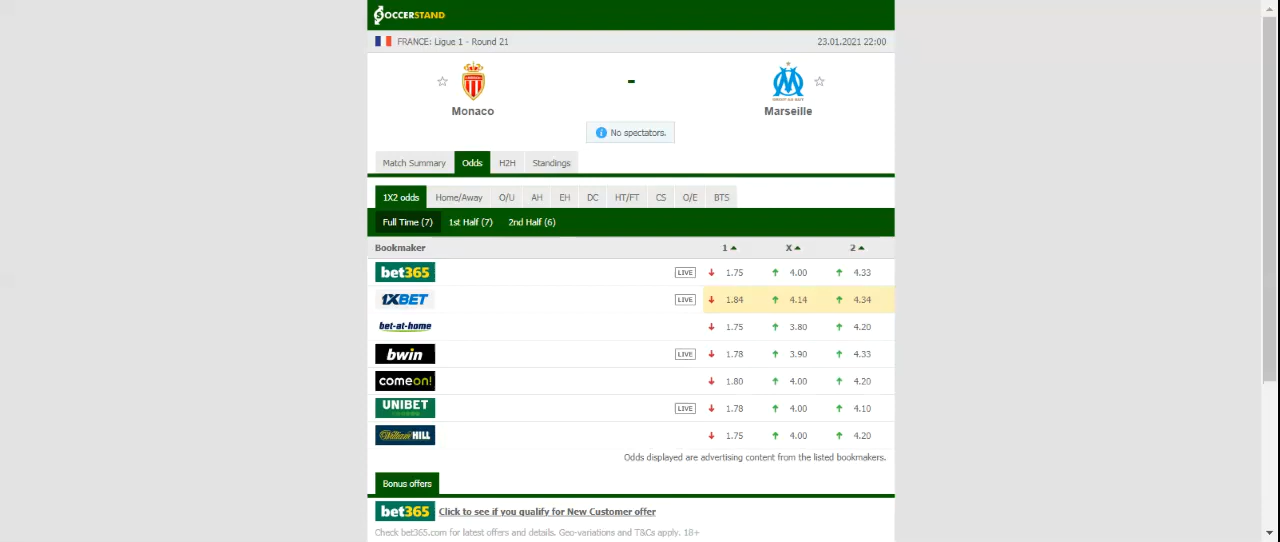 SOCCERSTAND
FRANCE: Ligue 1 - Round 21 23.01.2021 22:00
-
Monaco Marseille
No spectators.
Match Summary Odds H2H Standings
1X2 odds Home/Away O/U AH EH DC HT/FT CS O/E BTS
Full Time (7) 1st Half (7) 2nd Half (6)
Bookmaker 1 X 2
bet365 LIVE 1.75 4.00 4.33
1XBET LIVE 1.84 4.14 4.34
bet-at-home 1.75 3.80 4.20
bwin LIVE 1.78 3.90 4.33
comeon! 1.80 4.00 4.20
UNIBET LIVE 1.78 4.00 4.10
William HILL 1.75 4.00 4.20
Odds displayed are advertising content from the listed bookmakers.
Bonus offers
bet365 Click to see if you qualify for New Customer offer
Check bet365.com for latest offers and details. Geo-variations and T&Cs apply. 18+